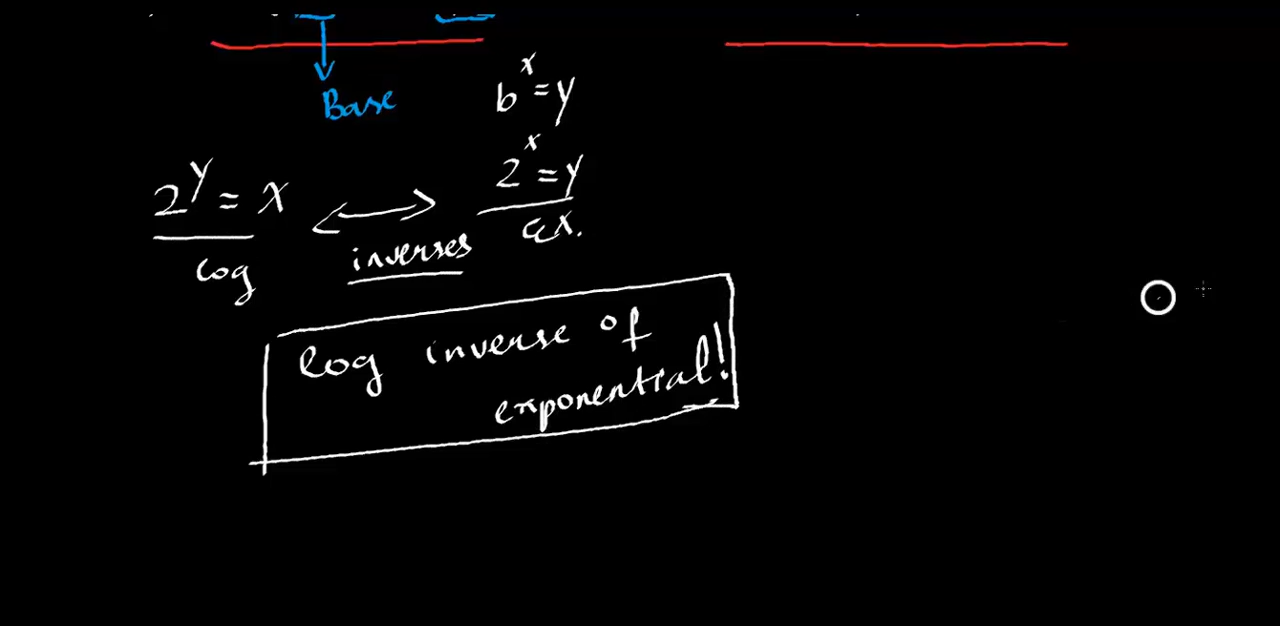 Base
b^x = y
2^x = y
2^y = x
ex.
log
inverses
log inverse of
exponential!